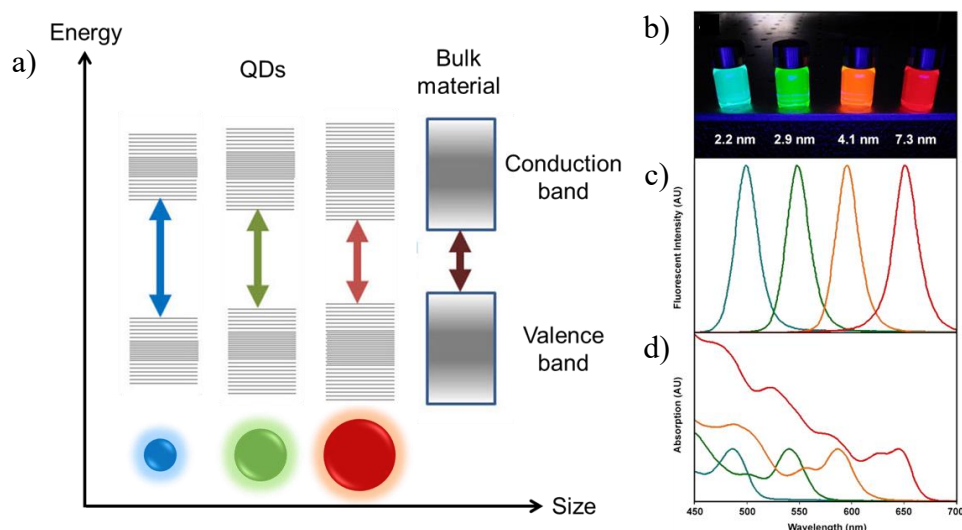 a)
Energy
QDs
Bulk
material
Conduction
band
Valence
band
Size
b)
2.2 nm 2.9 nm 4.1 nm 7.3 nm
c)
Fluorescent Intensity (AU)
d)
Absorption (AU)
450 500 550 600 650 700
Wavelength (nm)